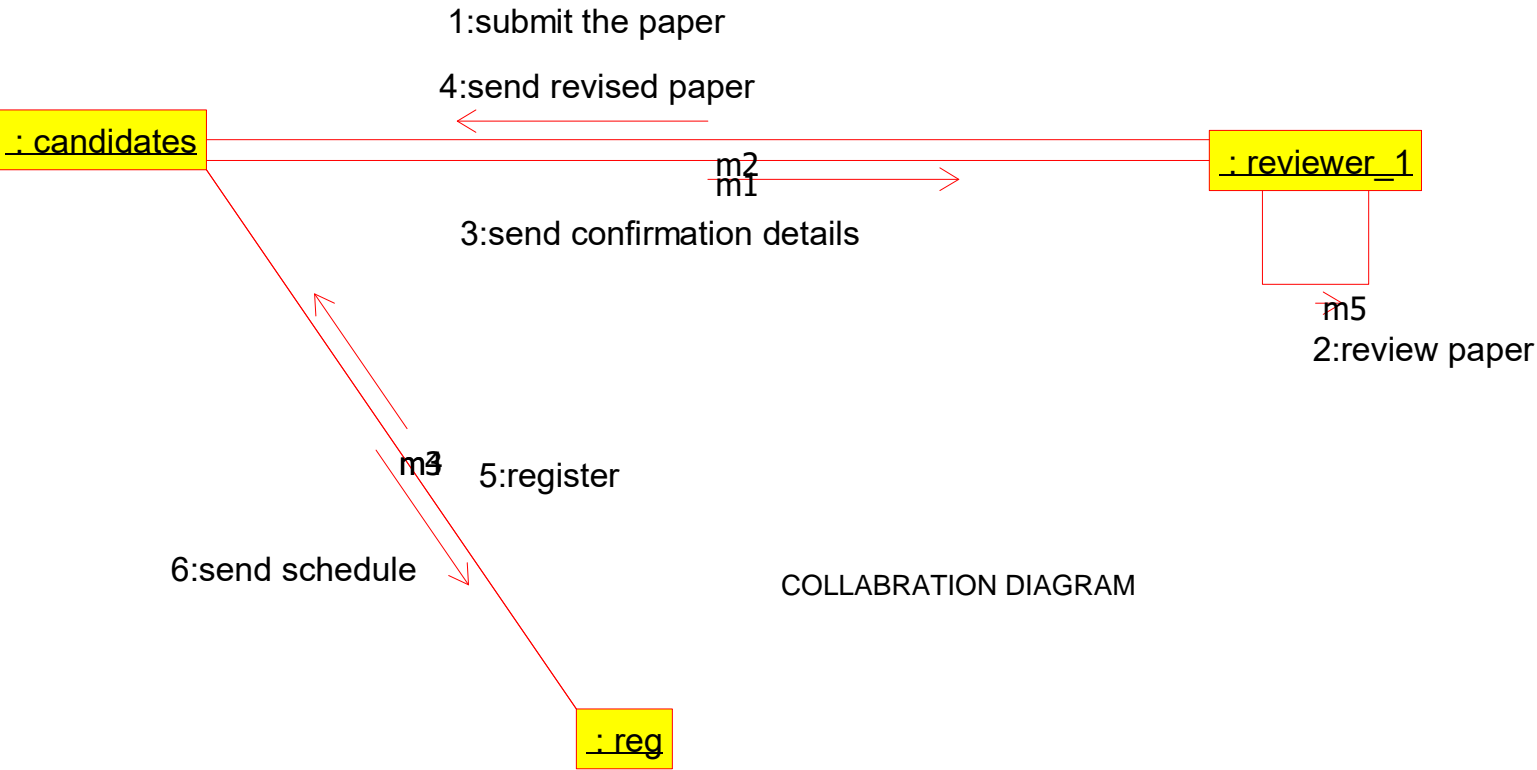 1:submit the paper
4:send revised paper
: candidates
: reviewer_1
m2
m1
3:send confirmation details
m5
2:review paper
5:register
6:send schedule
COLLABRATION DIAGRAM
: reg